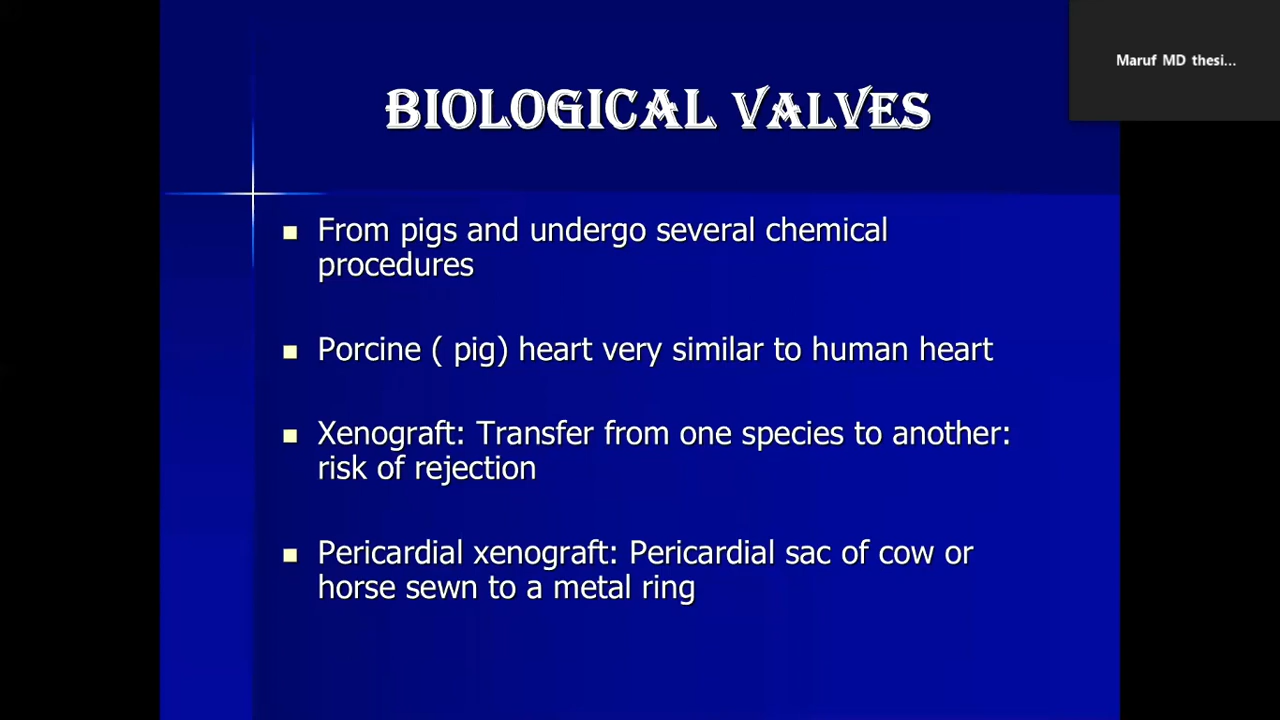 Maruf MD thesi...
BIOLOGICAL VALVES
From pigs and undergo several chemical
procedures
Porcine ( pig) heart very similar to human heart
Xenograft: Transfer from one species to another:
risk of rejection
Pericardial xenograft: Pericardial sac of cow or
horse sewn to a metal ring